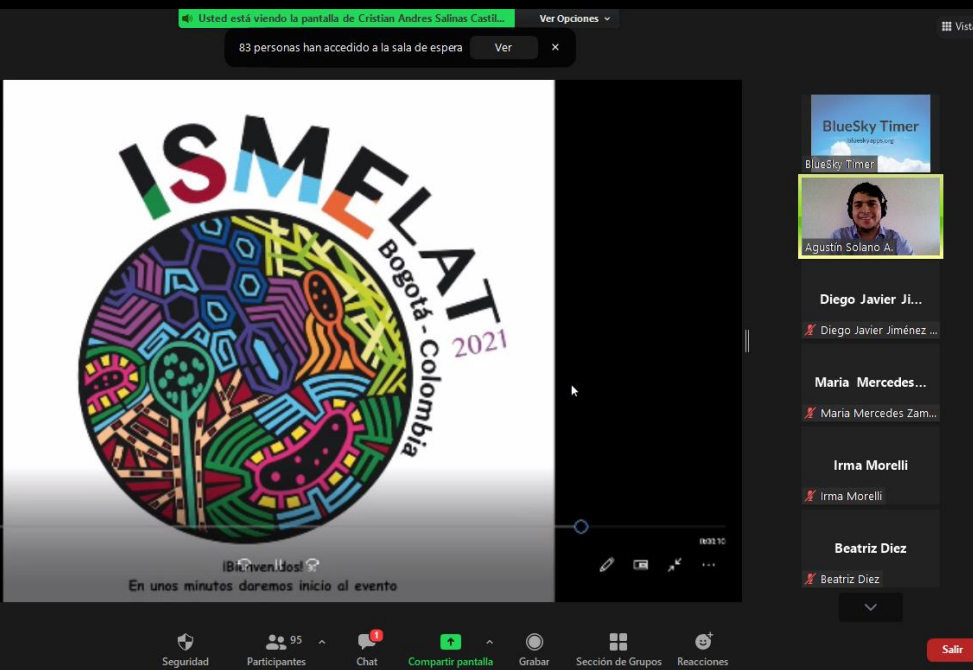 Usted está viendo la pantalla de Cristian Andres Salinas Castil...
Ver Opciones
Vist
83 personas han accedido a la sala de espera
Ver
ISMELAT
Bogotá - Colombia
2021
¡Bienvenidos!
En unos minutos daremos inicio al evento
BlueSky Timer
blueskyapps.org
BlueSky Timer
Agustín Solano A.
Diego Javier Ji...
Diego Javier Jiménez ...
Maria Mercedes...
Maria Mercedes Zam...
Irma Morelli
Irma Morelli
Beatriz Diez
Beatriz Diez
95
1
Seguridad
Participantes
Chat
Compartir pantalla
Grabar
Sección de Grupos
Reacciones
Salir